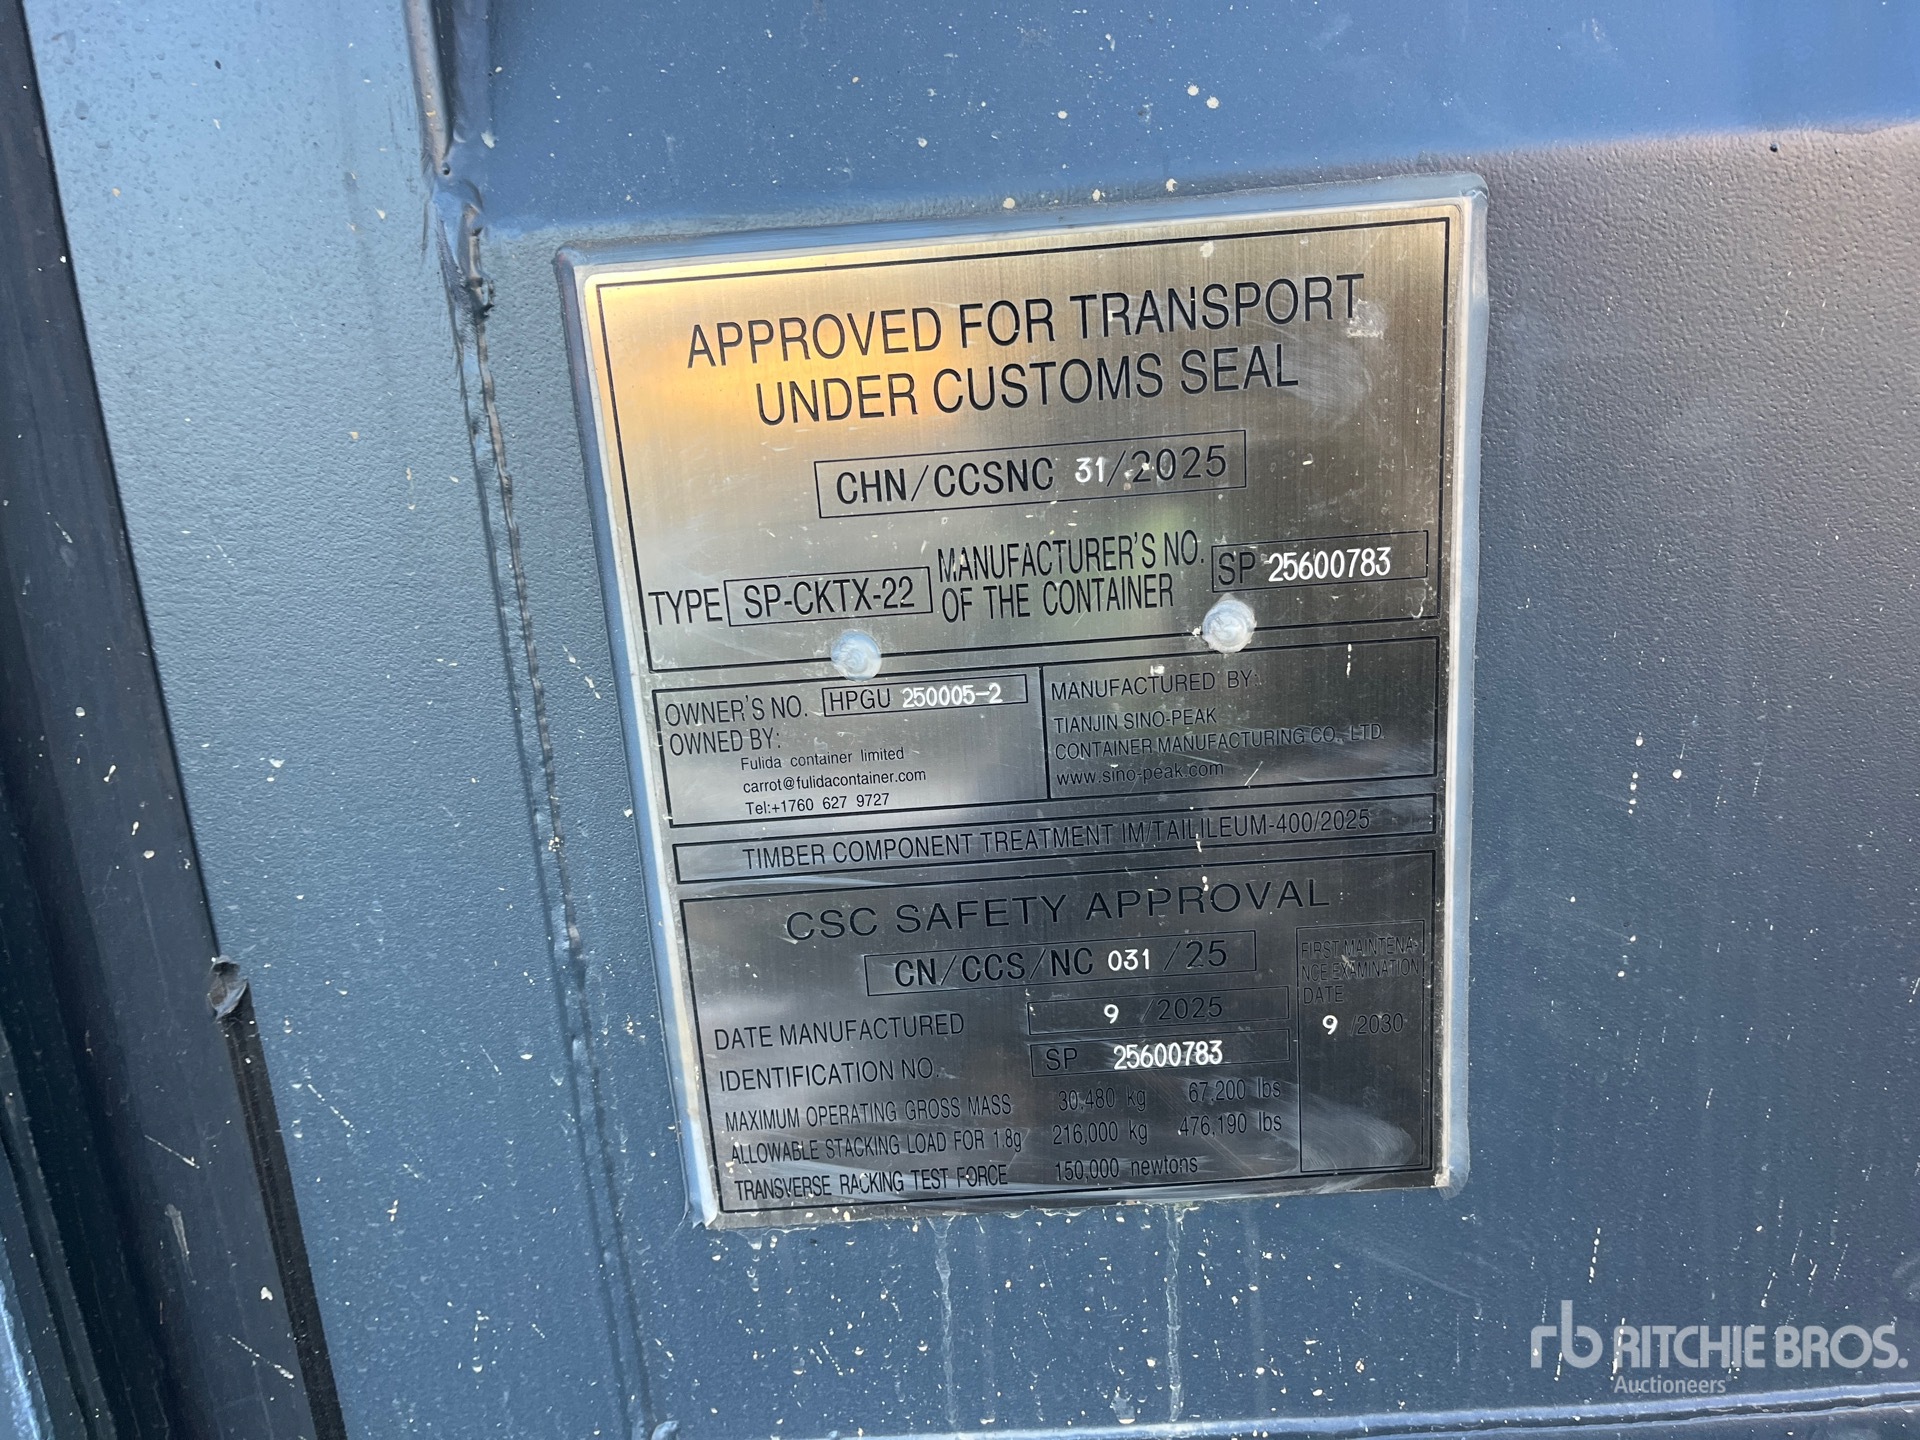 APPROVED FOR TRANSPORT
UNDER CUSTOMS SEAL
CHN/CCSNC 31/2025
TYPE SP-CKTX-22
MANUFACTURER'S NO.
OF THE CONTAINER
SP 25600783
OWNER'S NO. HPGU 250005-2
OWNED BY:
Fulida container limited
carrot@fulidacontainer.com
Tel:+1760 627 9727
MANUFACTURED BY:
TIANJIN SINO-PEAK
CONTAINER MANUFACTURING CO., LTD.
www.sino-peak.com
TIMBER COMPONENT TREATMENT IM/TAILILEUM-400/2025
CSC SAFETY APPROVAL
CN/CCS/NC 031 /25
DATE MANUFACTURED 9 /2025
IDENTIFICATION NO. SP 25600783
MAXIMUM OPERATING GROSS MASS 30,480 kg 67,200 lbs
ALLOWABLE STACKING LOAD FOR 1.8g 216,000 kg 476,190 lbs
TRANSVERSE RACKING TEST FORCE 150,000 newtons
FIRST MAINTENA-
NCE EXAMINATION
DATE
9 /2030
rb RITCHIE BROS.
Auctioneers